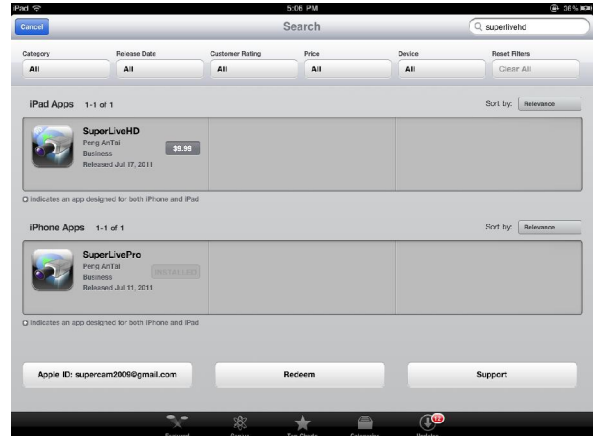 iPad
5:06 PM
36%
Cancel
Search
superlivehd
Category
Release Date
Customer Rating
Price
Device
Reset Filters
All
All
All
All
All
Clear All
iPad Apps 1-1 of 1
Sort by: Relevance
SuperLiveHD
Peng AnTai
Business
Released Jul 17, 2011
$9.99
indicates an app designed for both iPhone and iPad
iPhone Apps 1-1 of 1
Sort by: Relevance
SuperLivePro
Peng AnTai
Business
Released Jul 11, 2011
INSTALLED
indicates an app designed for both iPhone and iPad
Apple ID: supercam2009@gmail.com
Redeem
Support
12
Featured
Genius
Top Charts
Categories
Updates